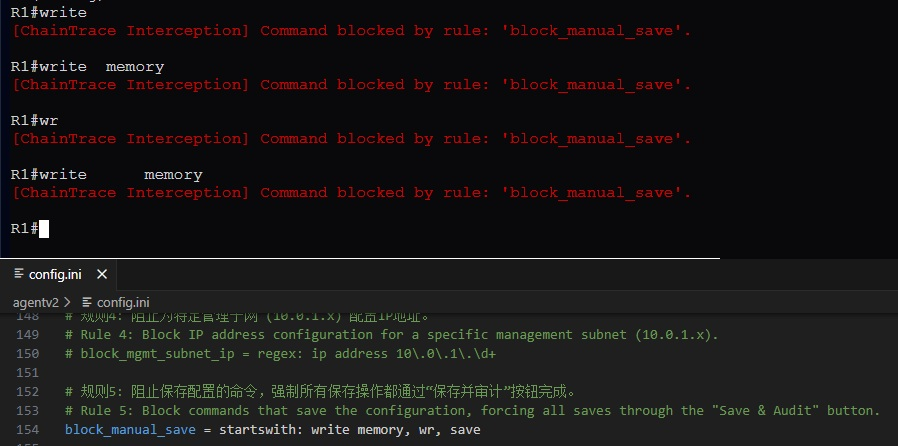 R1#write
[ChainTrace Interception] Command blocked by rule: 'block_manual_save'.
R1#write  memory
[ChainTrace Interception] Command blocked by rule: 'block_manual_save'.
R1#wr
[ChainTrace Interception] Command blocked by rule: 'block_manual_save'.
R1#write      memory
[ChainTrace Interception] Command blocked by rule: 'block_manual_save'.
R1#
config.ini
agentv2 > config.ini
148 # 规则4: 阻止为特定管理子网 (10.0.1.x) 配置IP地址。
149 # Rule 4: Block IP address configuration for a specific management subnet (10.0.1.x).
150 # block_mgmt_subnet_ip = regex: ip address 10\.0\.1\.\d+
151
152 # 规则5: 阻止保存配置的命令，强制所有保存操作都通过“保存并审计”按钮完成。
153 # Rule 5: Block commands that save the configuration, forcing all saves through the "Save & Audit" button.
154 block_manual_save = startswith: write memory, wr, save